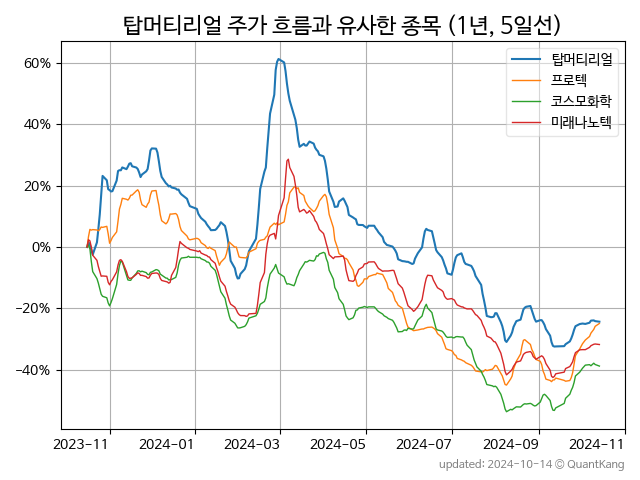 탑머티리얼 주가 흐름과 유사한 종목 (1년, 5일선)
탑머티리얼
프로텍
코스모화학
미래나노텍
60%
40%
20%
0%
−20%
−40%
2023−11
2024−01
2024−03
2024−05
2024−07
2024−09
2024−11
updated: 2024-10-14 © QuantKang